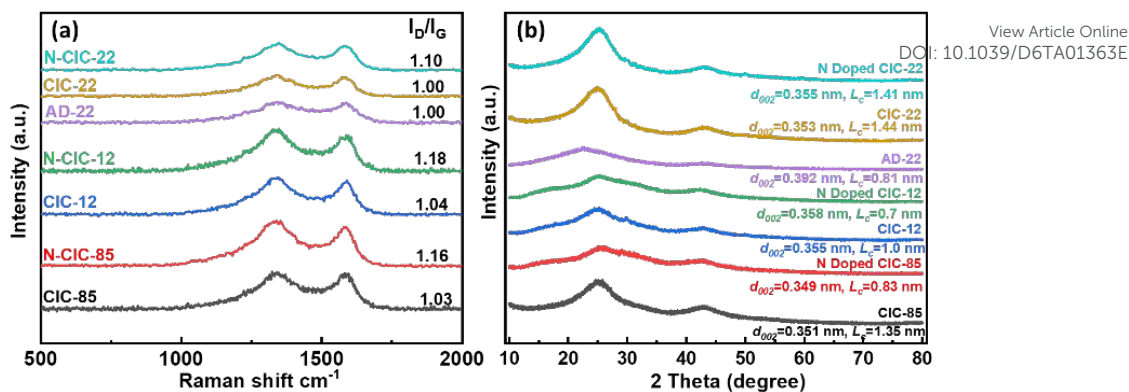 (a)
I_D/I_G
N-CIC-22
1.10
CIC-22
1.00
AD-22
1.00
N-CIC-12
1.18
CIC-12
1.04
N-CIC-85
1.16
CIC-85
1.03
Intensity (a.u.)
500
1000
1500
2000
Raman shift cm⁻¹
(b)
N Doped CIC-22
d₀₀₂=0.355 nm, L_c=1.41 nm
CIC-22
d₀₀₂=0.353 nm, L_c=1.44 nm
AD-22
d₀₀₂=0.392 nm, L_c=0.81 nm
N Doped CIC-12
d₀₀₂=0.358 nm, L_c=0.7 nm
CIC-12
d₀₀₂=0.355 nm, L_c=1.0 nm
N Doped CIC-85
d₀₀₂=0.349 nm, L_c=0.83 nm
CIC-85
d₀₀₂=0.351 nm, L_c=1.35 nm
Intensity (a.u.)
10
20
30
40
50
60
70
80
2 Theta (degree)
View Article Online
DOI: 10.1039/D6TA01363E